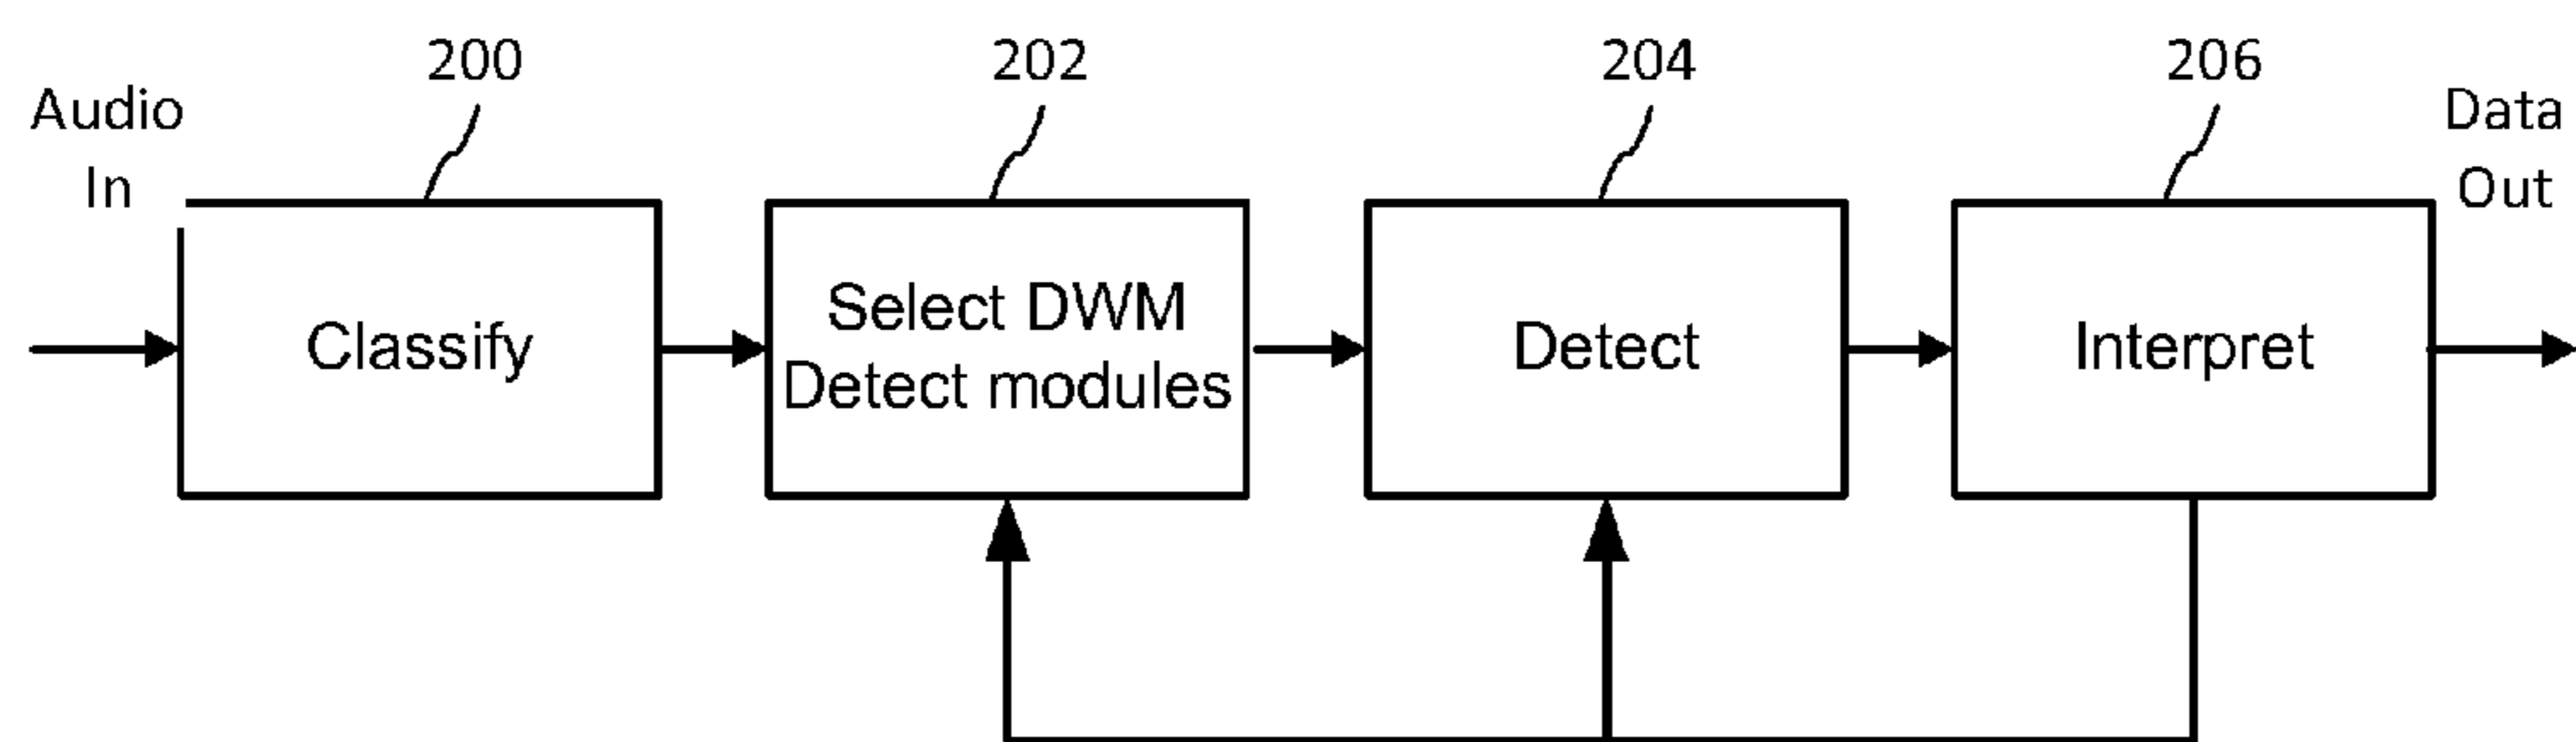 200
202
204
206
Audio
In
Data
Out
Classify
Select DWM
Detect modules
Detect
Interpret